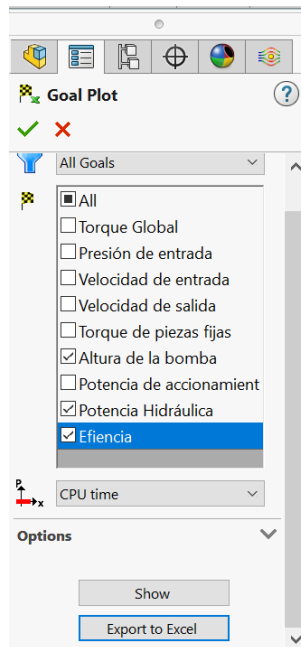 Goal Plot
?
All Goals
All
Torque Global
Presión de entrada
Velocidad de entrada
Velocidad de salida
Torque de piezas fijas
Altura de la bomba
Potencia de accionamient
Potencia Hidráulica
Efiencia
P
x
CPU time
Options
Show
Export to Excel